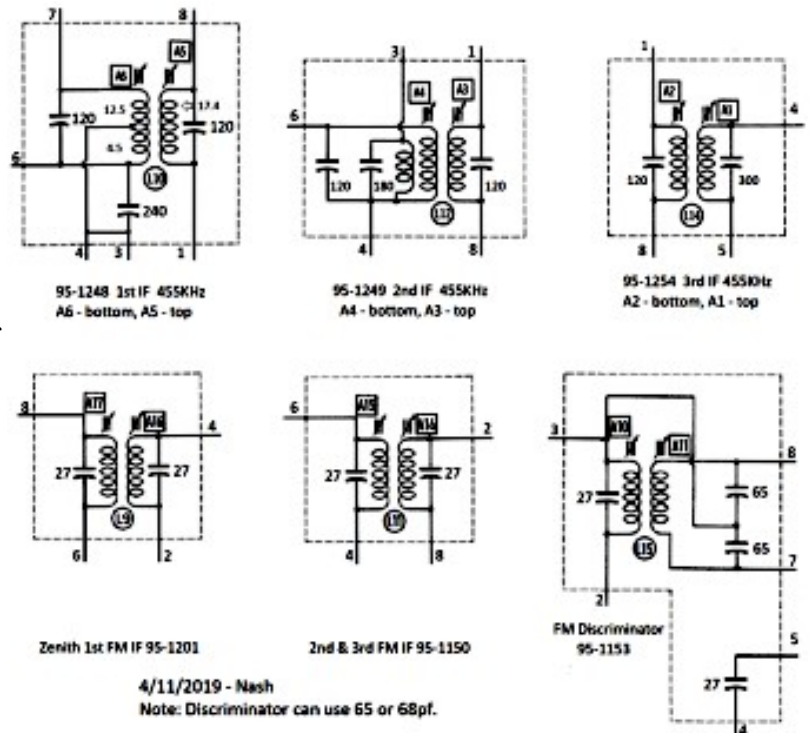 7 8
A6 A5
12.5 17.4
120 120
6 4.5
L10
240
4 3 1
95-1248 1st IF 455KHz
A6 - bottom, A5 - top
3 1
A4 A3
6
120 180 120
L12
4 8
95-1249 2nd IF 455KHz
A4 - bottom, A3 - top
1
A2 A1 4
120 300
L14
8 5
95-1254 3rd IF 455KHz
A2 - bottom, A1 - top
8 A17 A16 4
27 27
L9
6 2
Zenith 1st FM IF 95-1201
6 A15 A14 2
27 27
L11
4 8
2nd & 3rd FM IF 95-1150
3 A10 A11 8
27 65
L15 65
7
2
FM Discriminator
95-1153
5
27
4
4/11/2019 - Nash
Note: Discriminator can use 65 or 68pf.